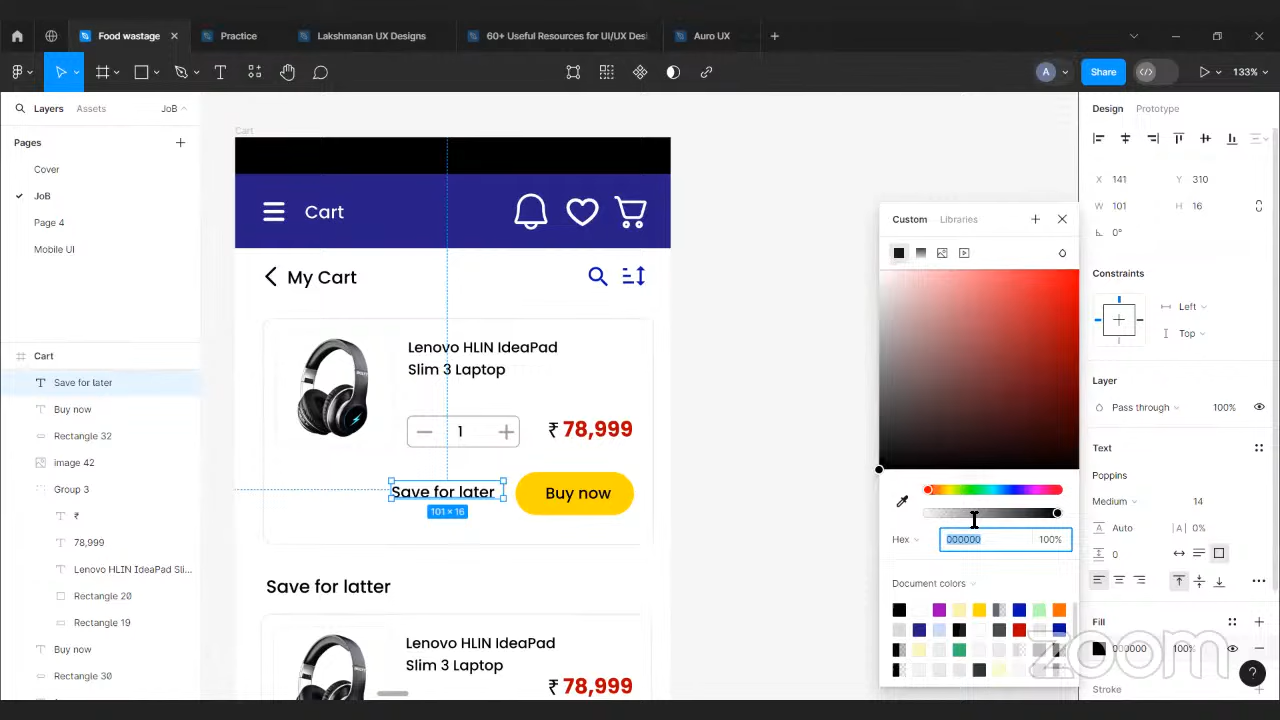 Food wastage
Practice
Lakshmanan UX Designs
60+ Useful Resources for UI/UX Desi
Auro UX
A
Share
133%
Layers
Assets
JoB
Pages
Cover
JoB
Page 4
Mobile UI
Cart
Save for later
Buy now
Rectangle 32
image 42
Group 3
₹
78,999
Lenovo HLIN IdeaPad Sli...
Rectangle 20
Rectangle 19
Buy now
Rectangle 30
Cart
Cart
My Cart
Lenovo HLIN IdeaPad
Slim 3 Laptop
1
₹ 78,999
Save for later
Buy now
101 × 16
Save for latter
Lenovo HLIN IdeaPad
Slim 3 Laptop
₹ 78,999
Custom
Libraries
Hex
000000
100%
Document colors
Design
Prototype
X 141
Y 310
W 101
H 16
0°
Constraints
Left
Top
Layer
Pass through
100%
Text
Poppins
Medium
14
A Auto
|A| 0%
0
Fill
000000
100%
Stroke
zoom
?